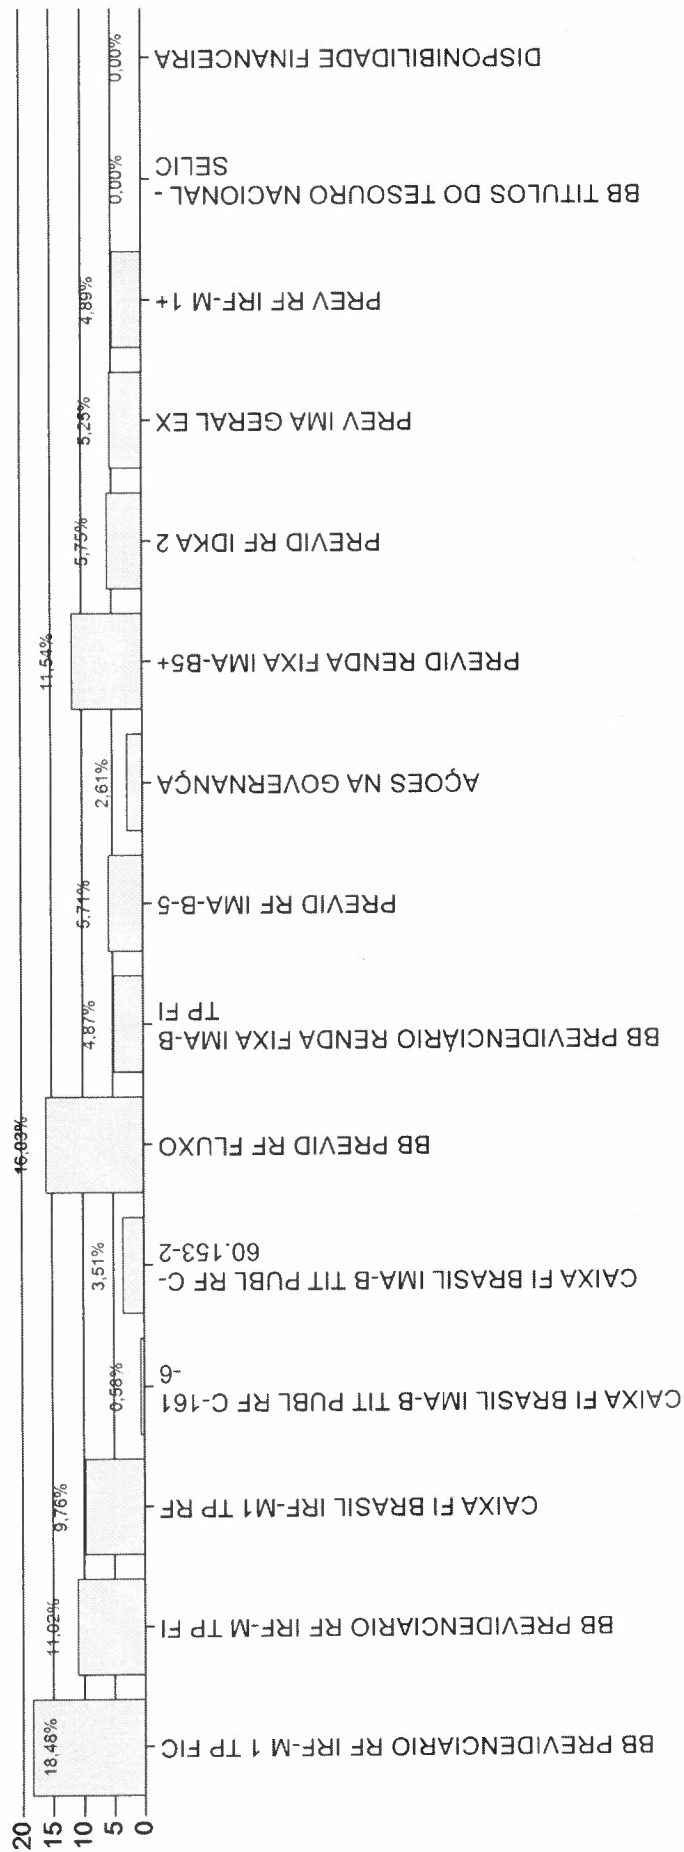 20
15
10
5
0
18,48%
11,02%
9,76%
0,58%
3,51%
16,03%
4,87%
5,71%
2,61%
11,54%
5,75%
5,25%
4,89%
0,00%
0,00%
BB PREVIDENCIARIO RF IRF-M 1 TP FIC
BB PREVIDENCIARIO RF IRF-M TP FI
CAIXA FI BRASIL IRF-M1 TP RF
CAIXA FI BRASIL IMA-B TIT PUBL RF C-161
-6
CAIXA FI BRASIL IMA-B TIT PUBL RF C-
60.153-2
BB PREVID RF FLUXO
BB PREVIDENCIÁRIO RENDA FIXA IMA-B
TP FI
PREVID RF IMA-B-5
AÇOES NA GOVERNANÇA
PREVID RENDA FIXA IMA-B5+
PREVID RF IDKA 2
PREV IMA GERAL EX
PREV RF IRF-M 1+
BB TITULOS DO TESOURO NACIONAL -
SELIC
DISPONIBILIDADE FINANCEIRA